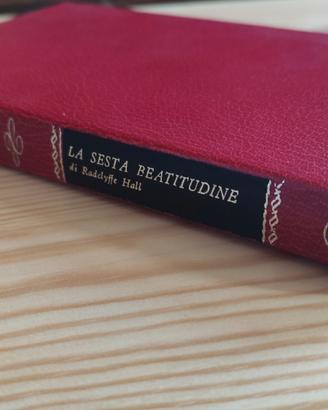 LA SESTA BEATITUDINE
di Radclyffe Hall